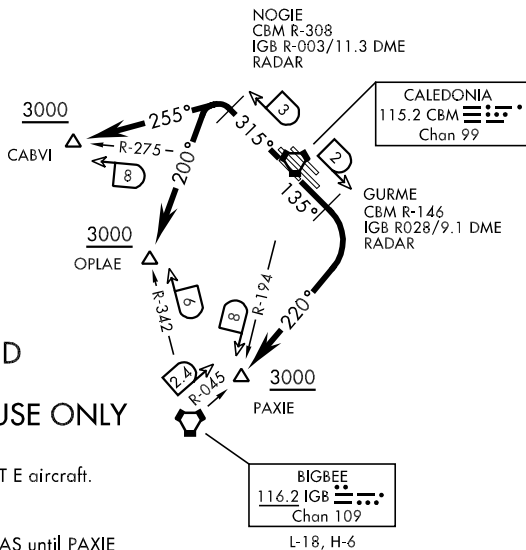 NOGIE
CBM R-308
IGB R-003/11.3 DME
RADAR
CALEDONIA
115.2 CBM
Chan 99
3000
255°
3
CABVI
R-275
315°
8
200°
2
135°
GURME
CBM R-146
IGB R028/9.1 DME
RADAR
3000
OPLAE
R-342
6
R-194
8
220°
D
2.4
R-045
3000
PAXIE
USE ONLY
T E aircraft.
BIGBEE
116.2 IGB
Chan 109
AS until PAXIE
L-18, H-6